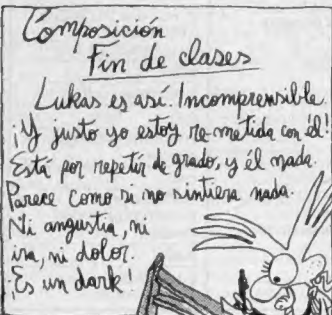 Composición
Fin de clases
Lukas es así. Incomprensible
¡Y justo yo estoy re-metida con él!
Está por repetir de grado, y él nada.
Parece como si no sintiera nada.
Ni angustia, ni
ira, ni dolor.
¡Es un dark!